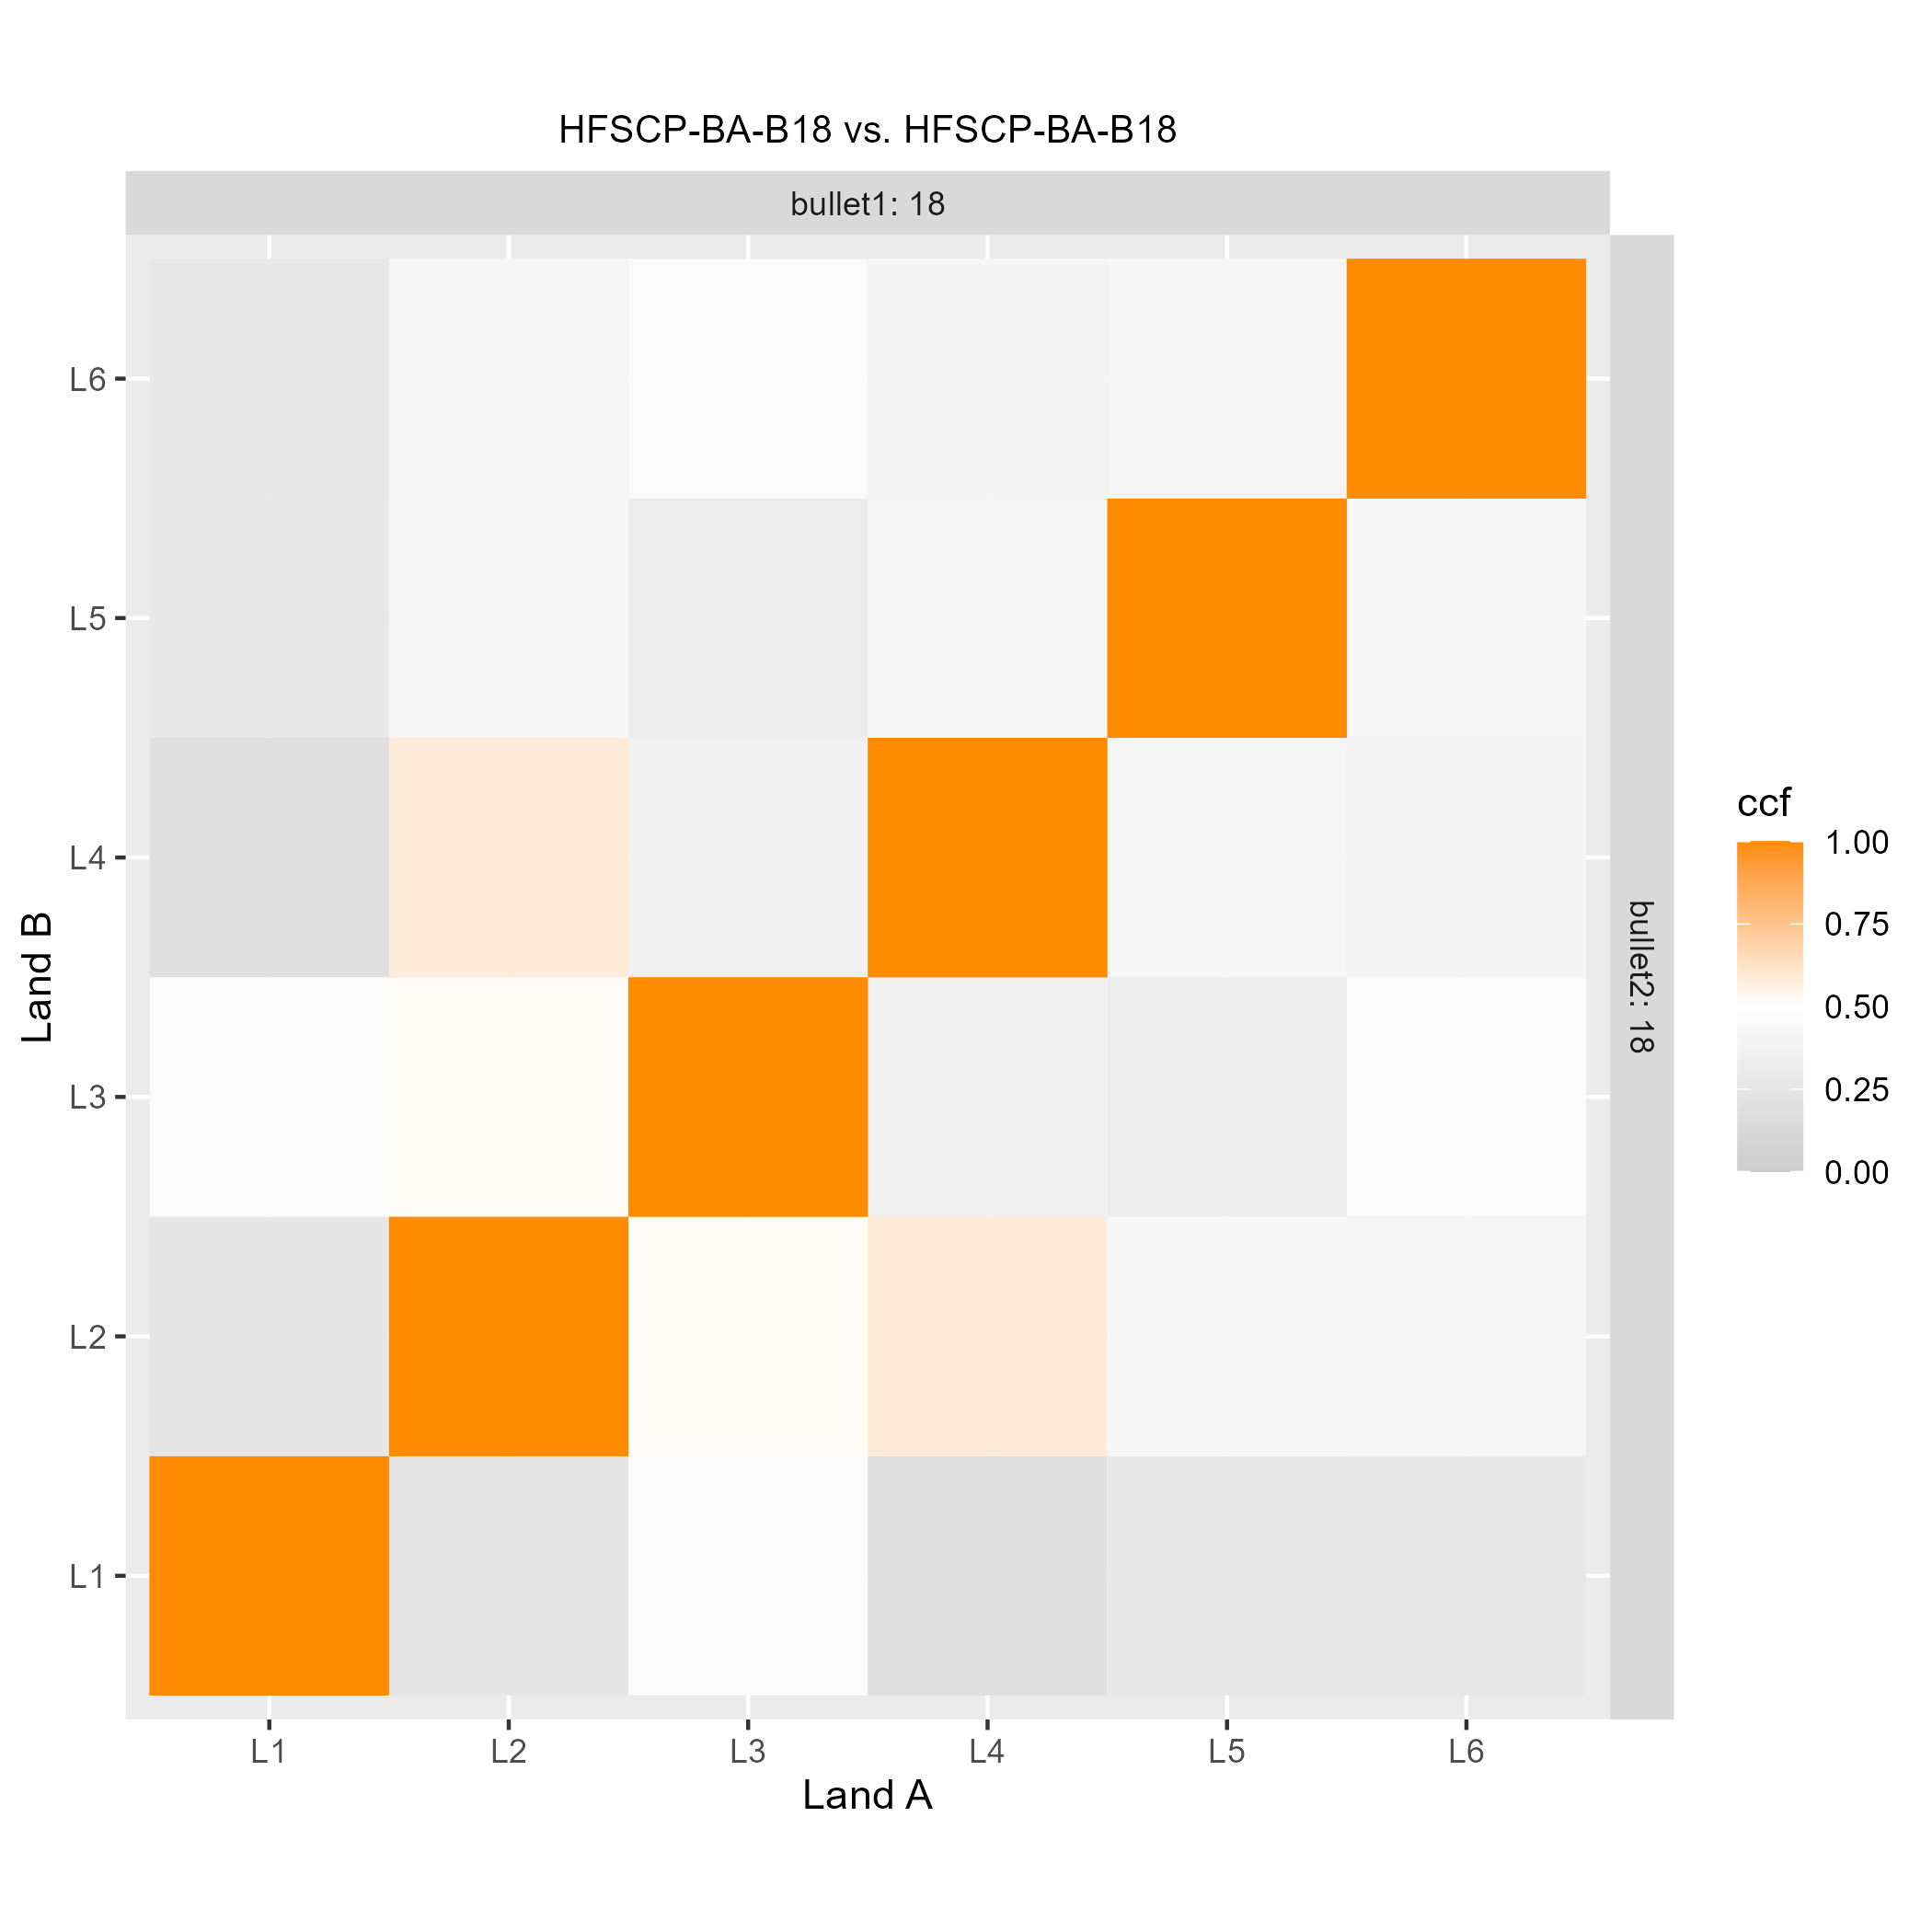 HFSCP-BA-B18 vs. HFSCP-BA-B18
bullet1: 18
L6
L5
L4
L3
L2
L1
Land B
bullet2: 18
L1 L2 L3 L4 L5 L6
Land A
ccf
1.00
0.75
0.50
0.25
0.00